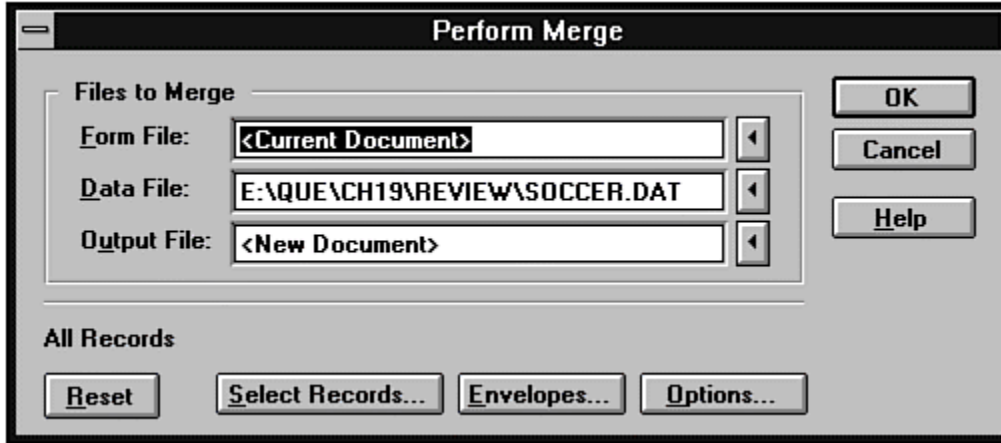 Perform Merge
Files to Merge
Form File: <Current Document>
Data File: E:\QUE\CH19\REVIEW\SOCCER.DAT
Output File: <New Document>
OK
Cancel
Help
All Records
Reset Select Records... Envelopes... Options...